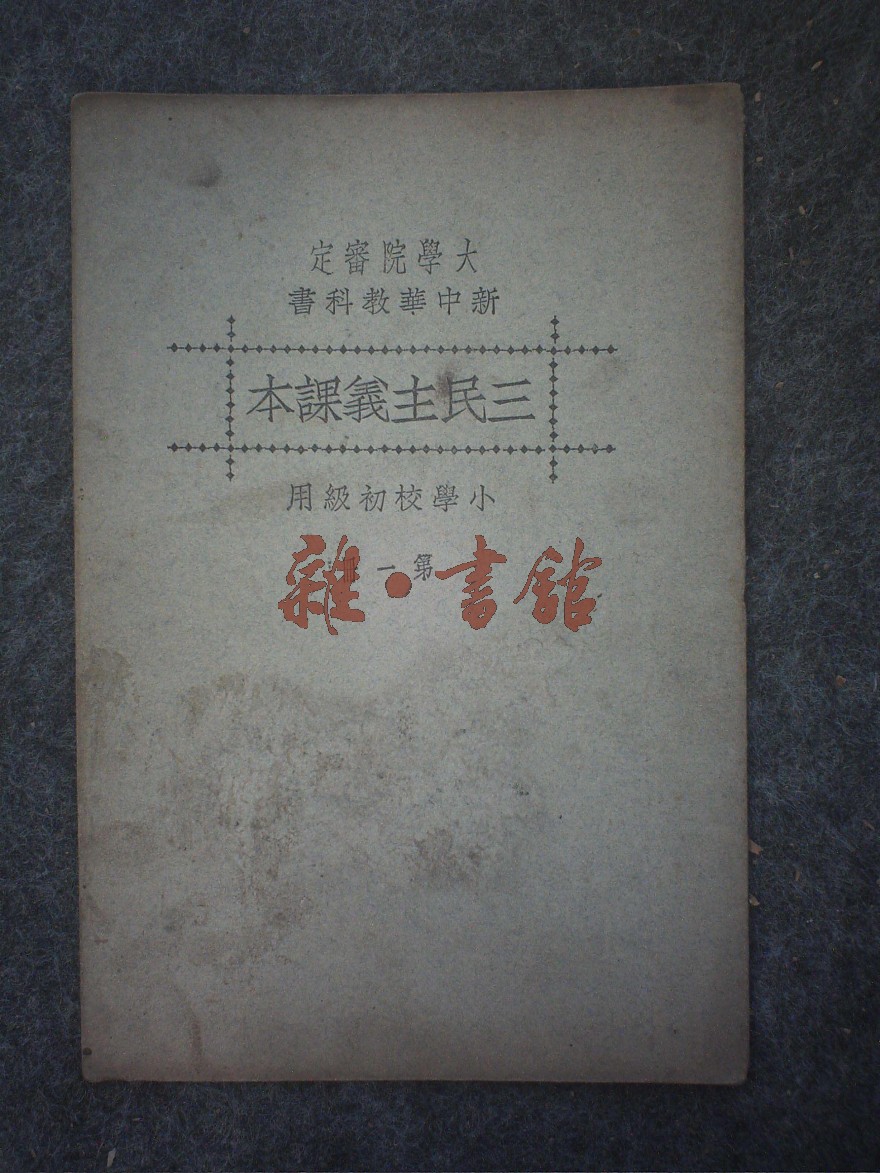 大學院審定
新中華教科書
三民主義課本
小學校初級用
第一
雜·書館